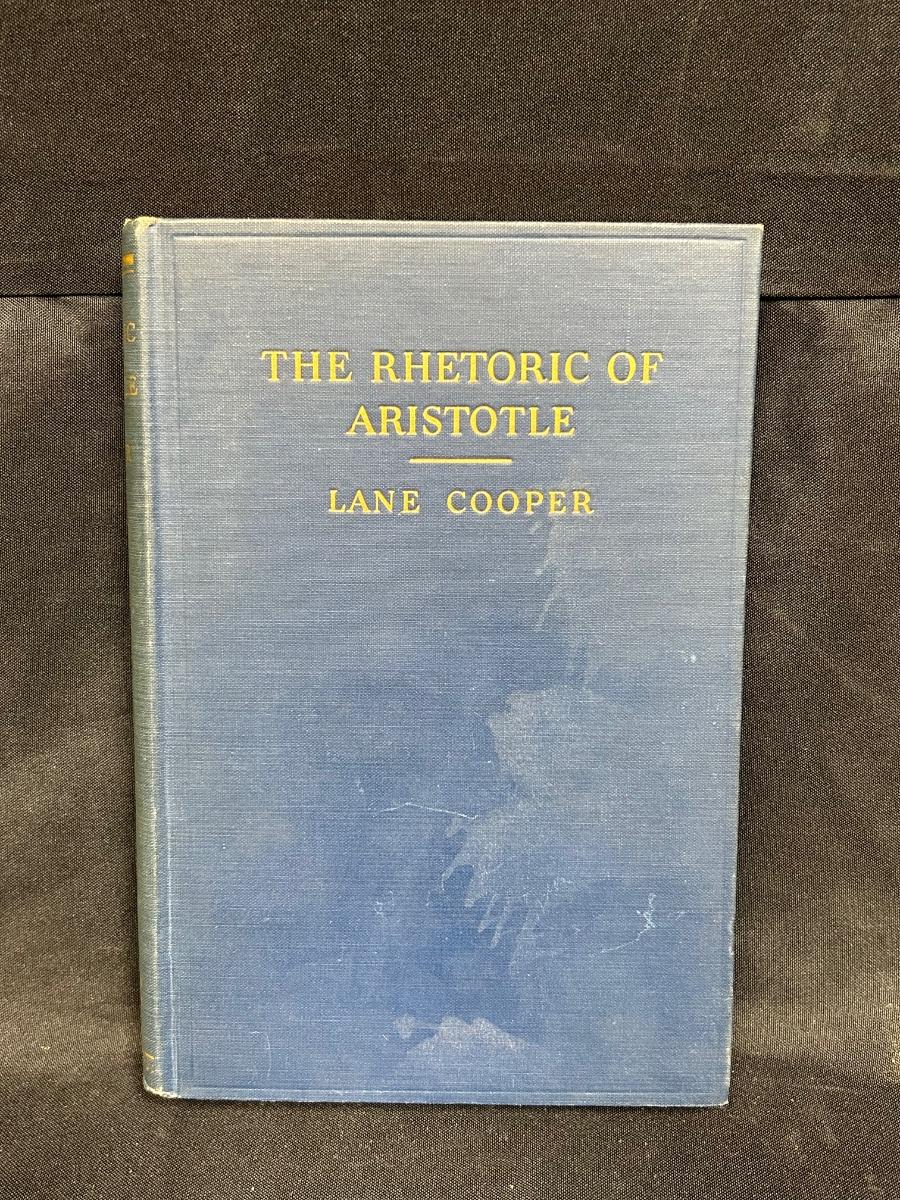 THE RHETORIC OF
ARISTOTLE
LANE COOPER
C
E
R